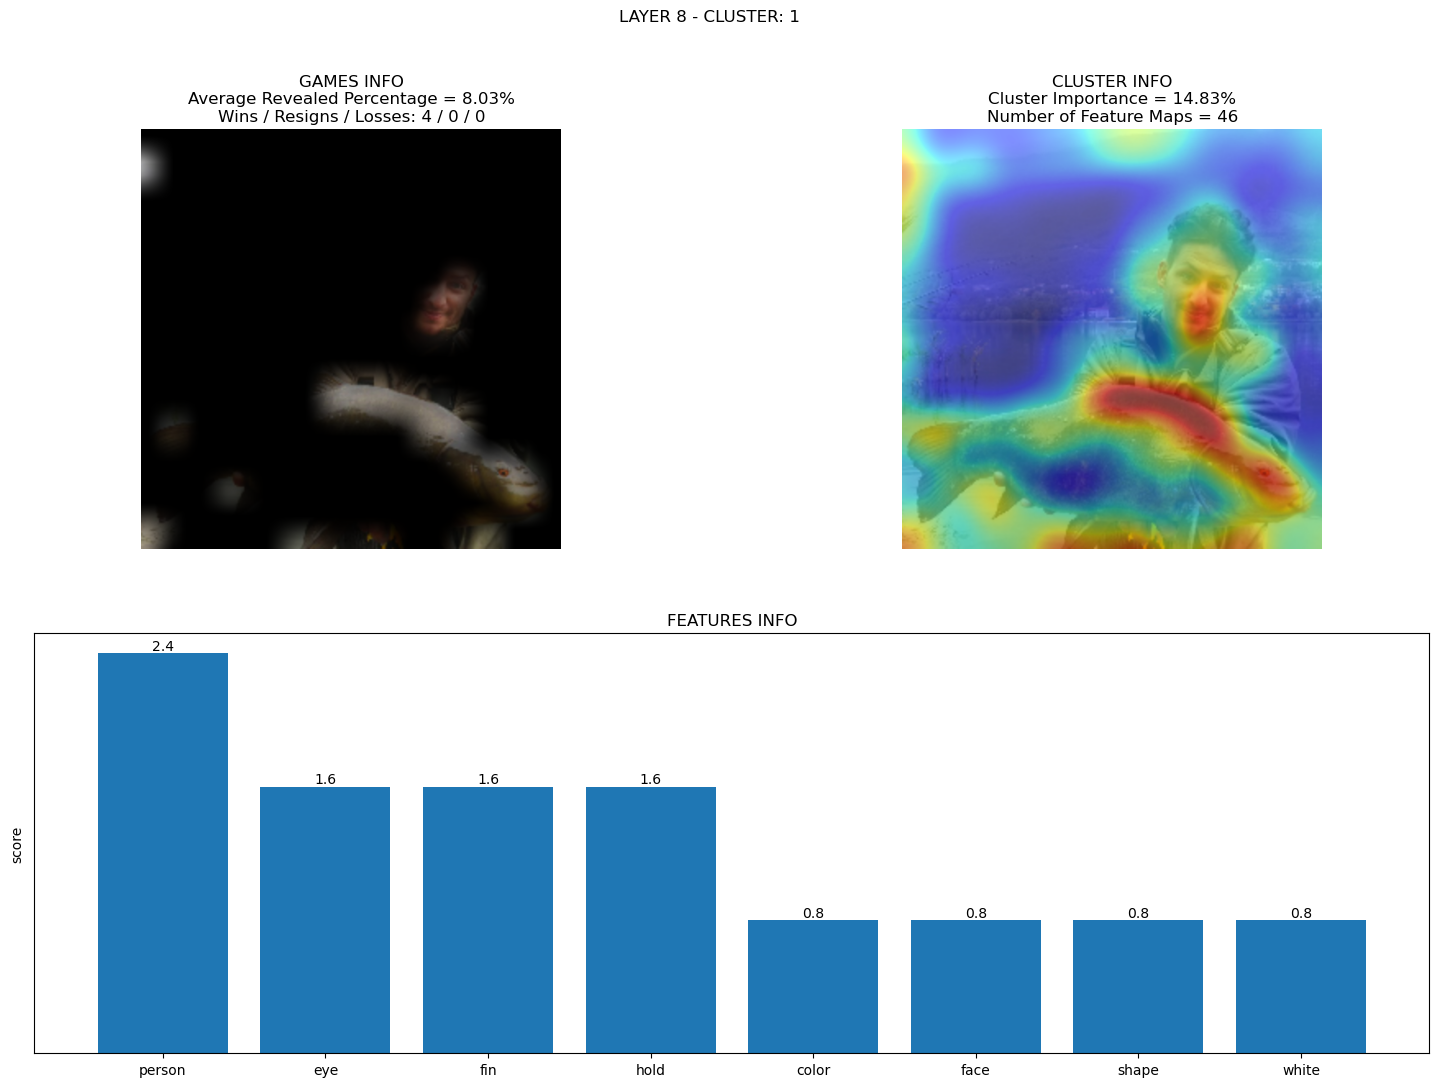 LAYER 8 - CLUSTER: 1
GAMES INFO
Average Revealed Percentage = 8.03%
Wins / Resigns / Losses: 4 / 0 / 0
CLUSTER INFO
Cluster Importance = 14.83%
Number of Feature Maps = 46
FEATURES INFO
score
2.4
1.6
1.6
1.6
0.8
0.8
0.8
0.8
person
eye
fin
hold
color
face
shape
white